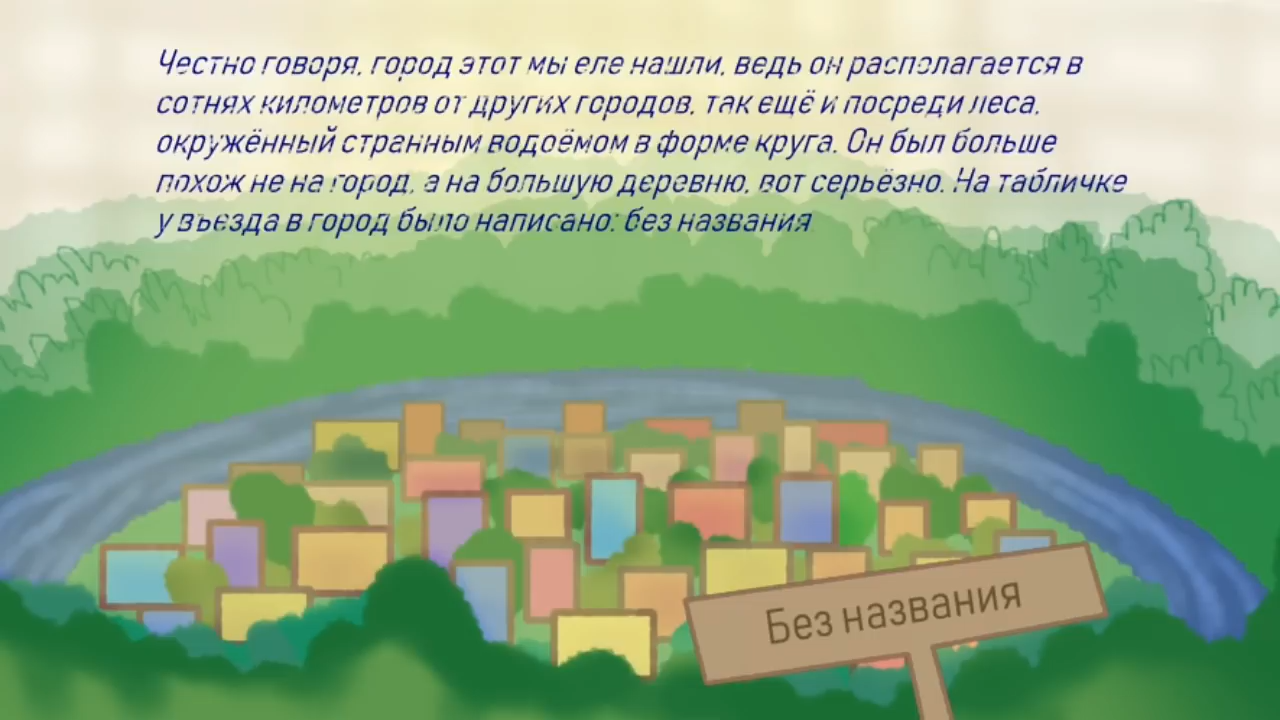 Честно говоря, город этот мы еле нашли, ведь он располагается в
сотнях километров от других городов, так ещё и посреди леса,
окружённый странным водоёмом в форме круга. Он был больше
похож не на город, а на большую деревню, вот серьёзно. На табличке
у въезда в город было написано: без названия
Без названия